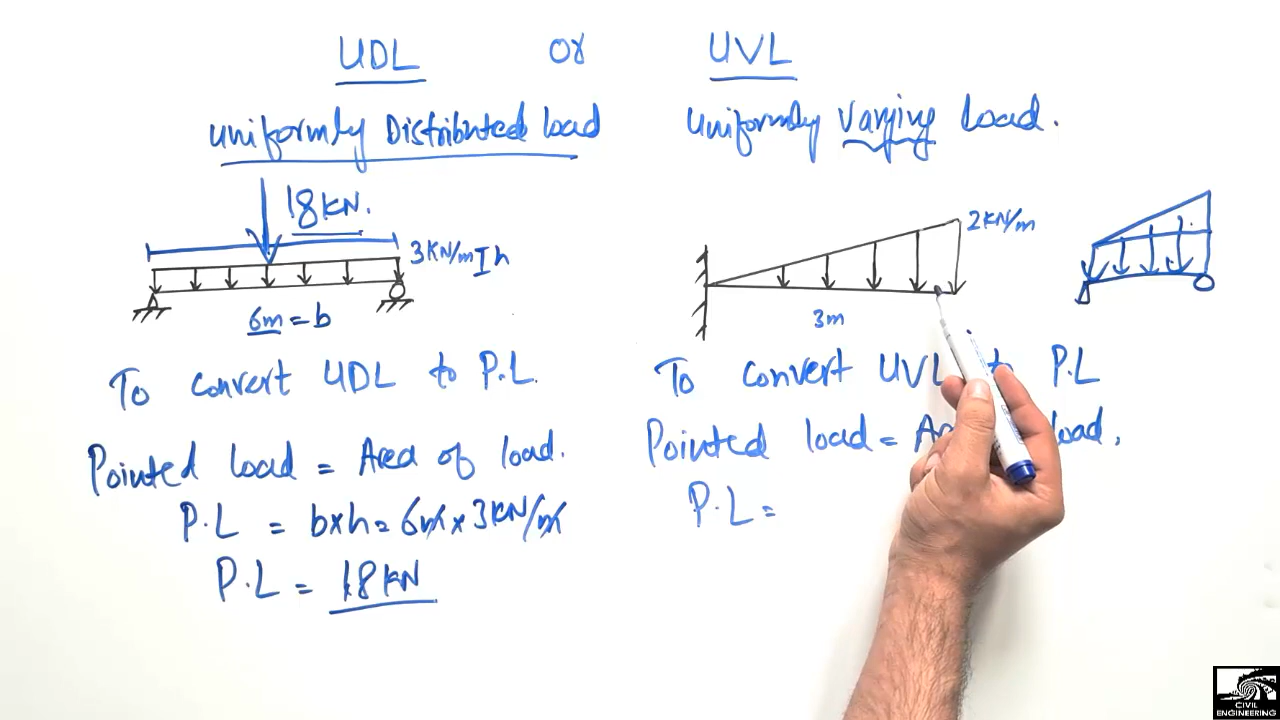 UDL or UVL
Uniformly Distributed load
Uniformly Varying Load.
18KN.
3KN/m I h
6m = b
2KN/m
3m
To convert UDL to P.L.
Pointed load = Area of load.
P.L = b×h = 6m × 3KN/m
P.L = 18KN
To convert UVL to P.L
Pointed load = load.
P.L =
CIVIL
ENGINEERING